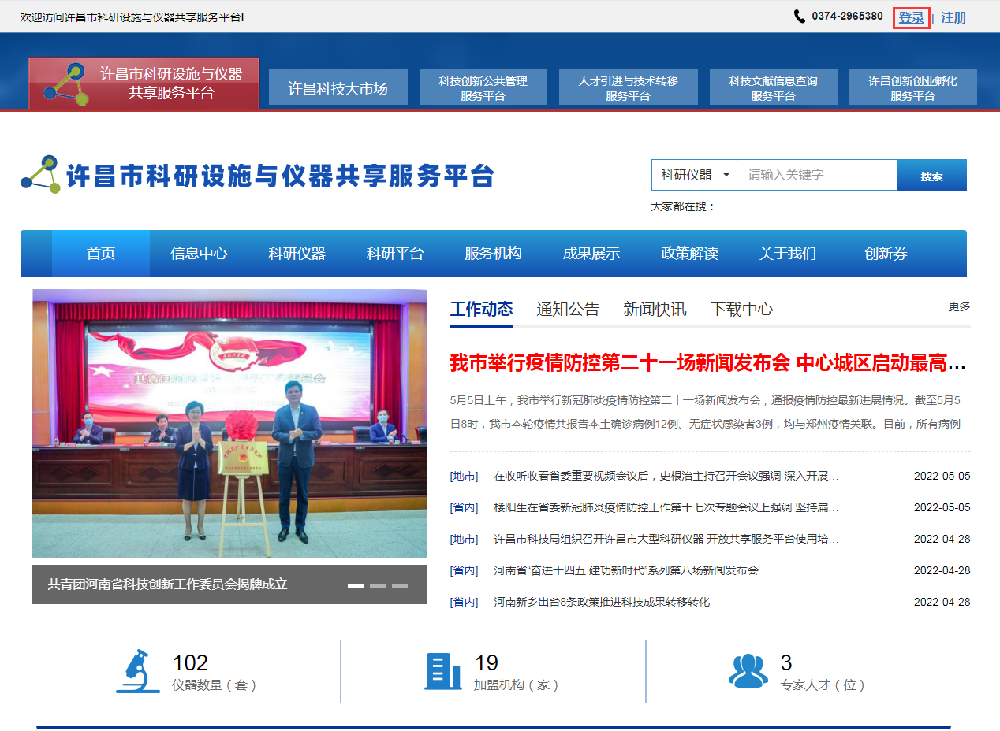 欢迎访问许昌市科研设施与仪器共享服务平台!
0374-2965380
登录 | 注册
许昌市科研设施与仪器
共享服务平台
许昌科技大市场
科技创新公共管理
服务平台
人才引进与技术转移
服务平台
科技文献信息查询
服务平台
许昌创新创业孵化
服务平台
许昌市科研设施与仪器共享服务平台
科研仪器 请输入关键字 搜索
大家都在搜：
首页 信息中心 科研仪器 科研平台 服务机构 成果展示 政策解读 关于我们 创新券
共青团河南省科技创新工作委员会
共青团河南省科技创新工作委员会揭牌成立
工作动态 通知公告 新闻快讯 下载中心 更多
我市举行疫情防控第二十一场新闻发布会 中心城区启动最高...
5月5日上午，我市举行新冠肺炎疫情防控第二十一场新闻发布会，通报疫情防控最新进展情况。截至5月5
日8时，我市本轮疫情共报告本土确诊病例12例、无症状感染者3例，均与郑州疫情关联。目前，所有病例
[地市] 在收听收看省委重要视频会议后，史根治主持召开会议强调 深入开展... 2022-05-05
[省内] 楼阳生在省委新冠肺炎疫情防控工作第十七次专题会议上强调 坚持扁... 2022-05-05
[地市] 许昌市科技局组织召开许昌市大型科研仪器 开放共享服务平台使用培... 2022-04-28
[省内] 河南省“奋进十四五 建功新时代”系列第八场新闻发布会 2022-04-28
[省内] 河南新乡出台8条政策推进科技成果转移转化 2022-04-28
102
仪器数量（套）
19
加盟机构（家）
3
专家人才（位）